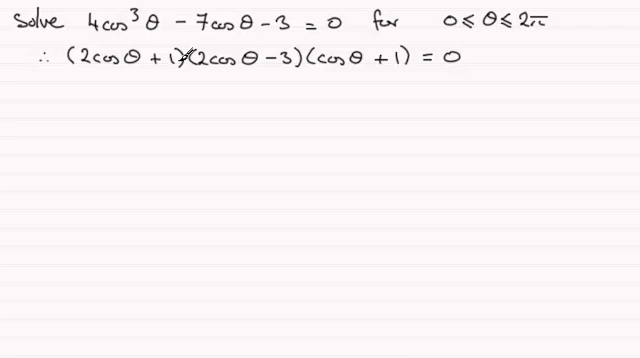 Solve 4cos³θ - 7cosθ - 3 = 0 for 0 ⩽ θ ⩽ 2π
∴ (2cosθ + 1)(2cosθ - 3)(cosθ + 1) = 0